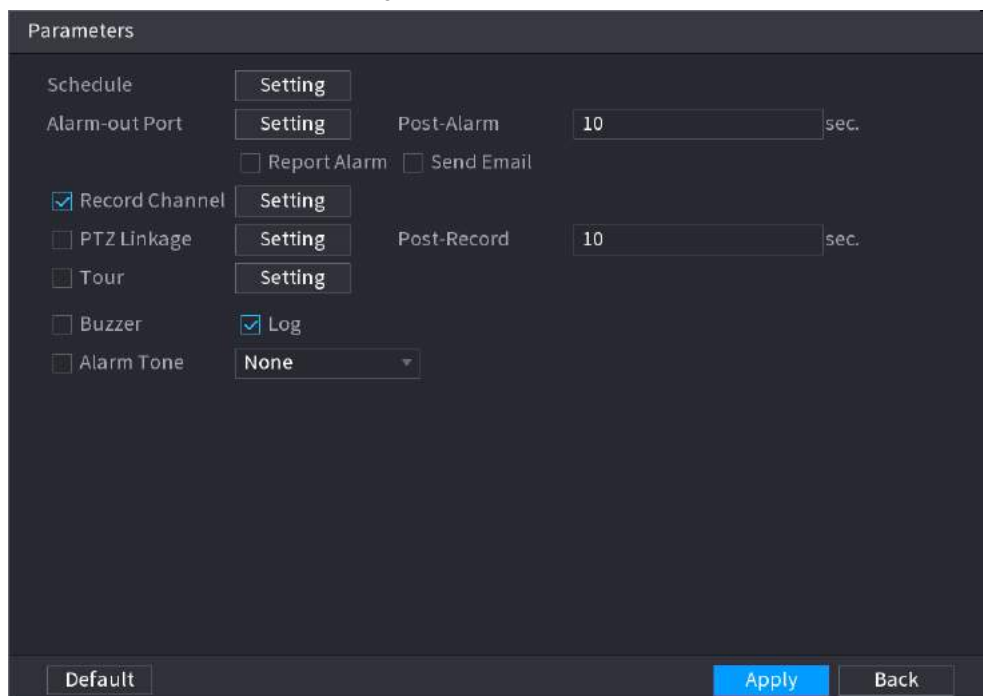 Parameters
Schedule Setting
Alarm-out Port Setting Post-Alarm 10 sec.
Report Alarm Send Email
Record Channel Setting
PTZ Linkage Setting Post-Record 10 sec.
Tour Setting
Buzzer Log
Alarm Tone None
Default Apply Back